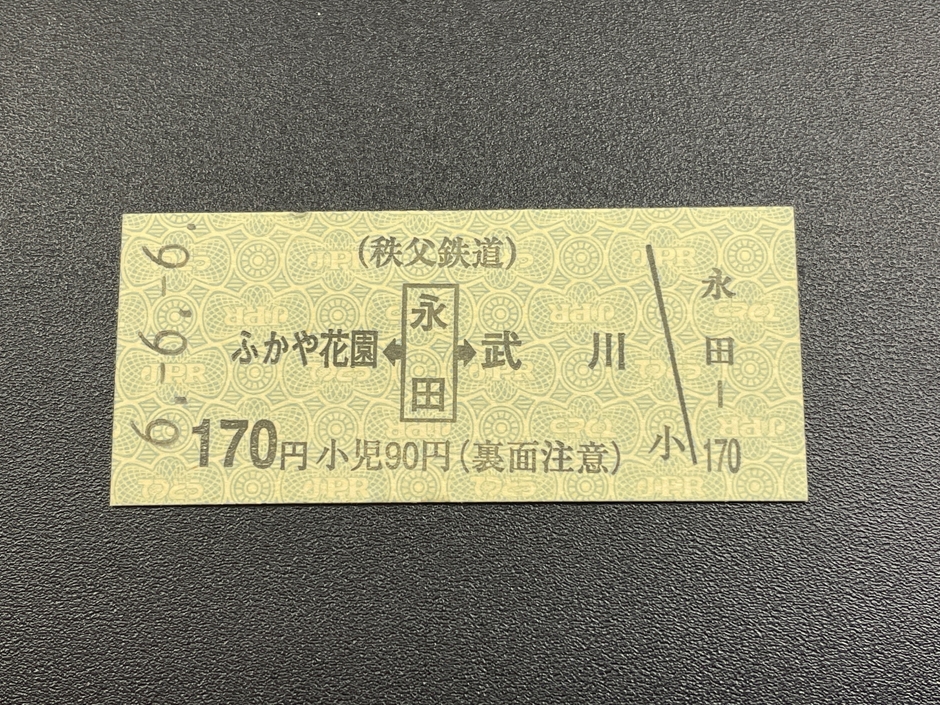 6.-6.-6.
(秩父鉄道)
ふかや花園⬅永田➡武川
170円小児90円(裏面注意)
小
永田-
170